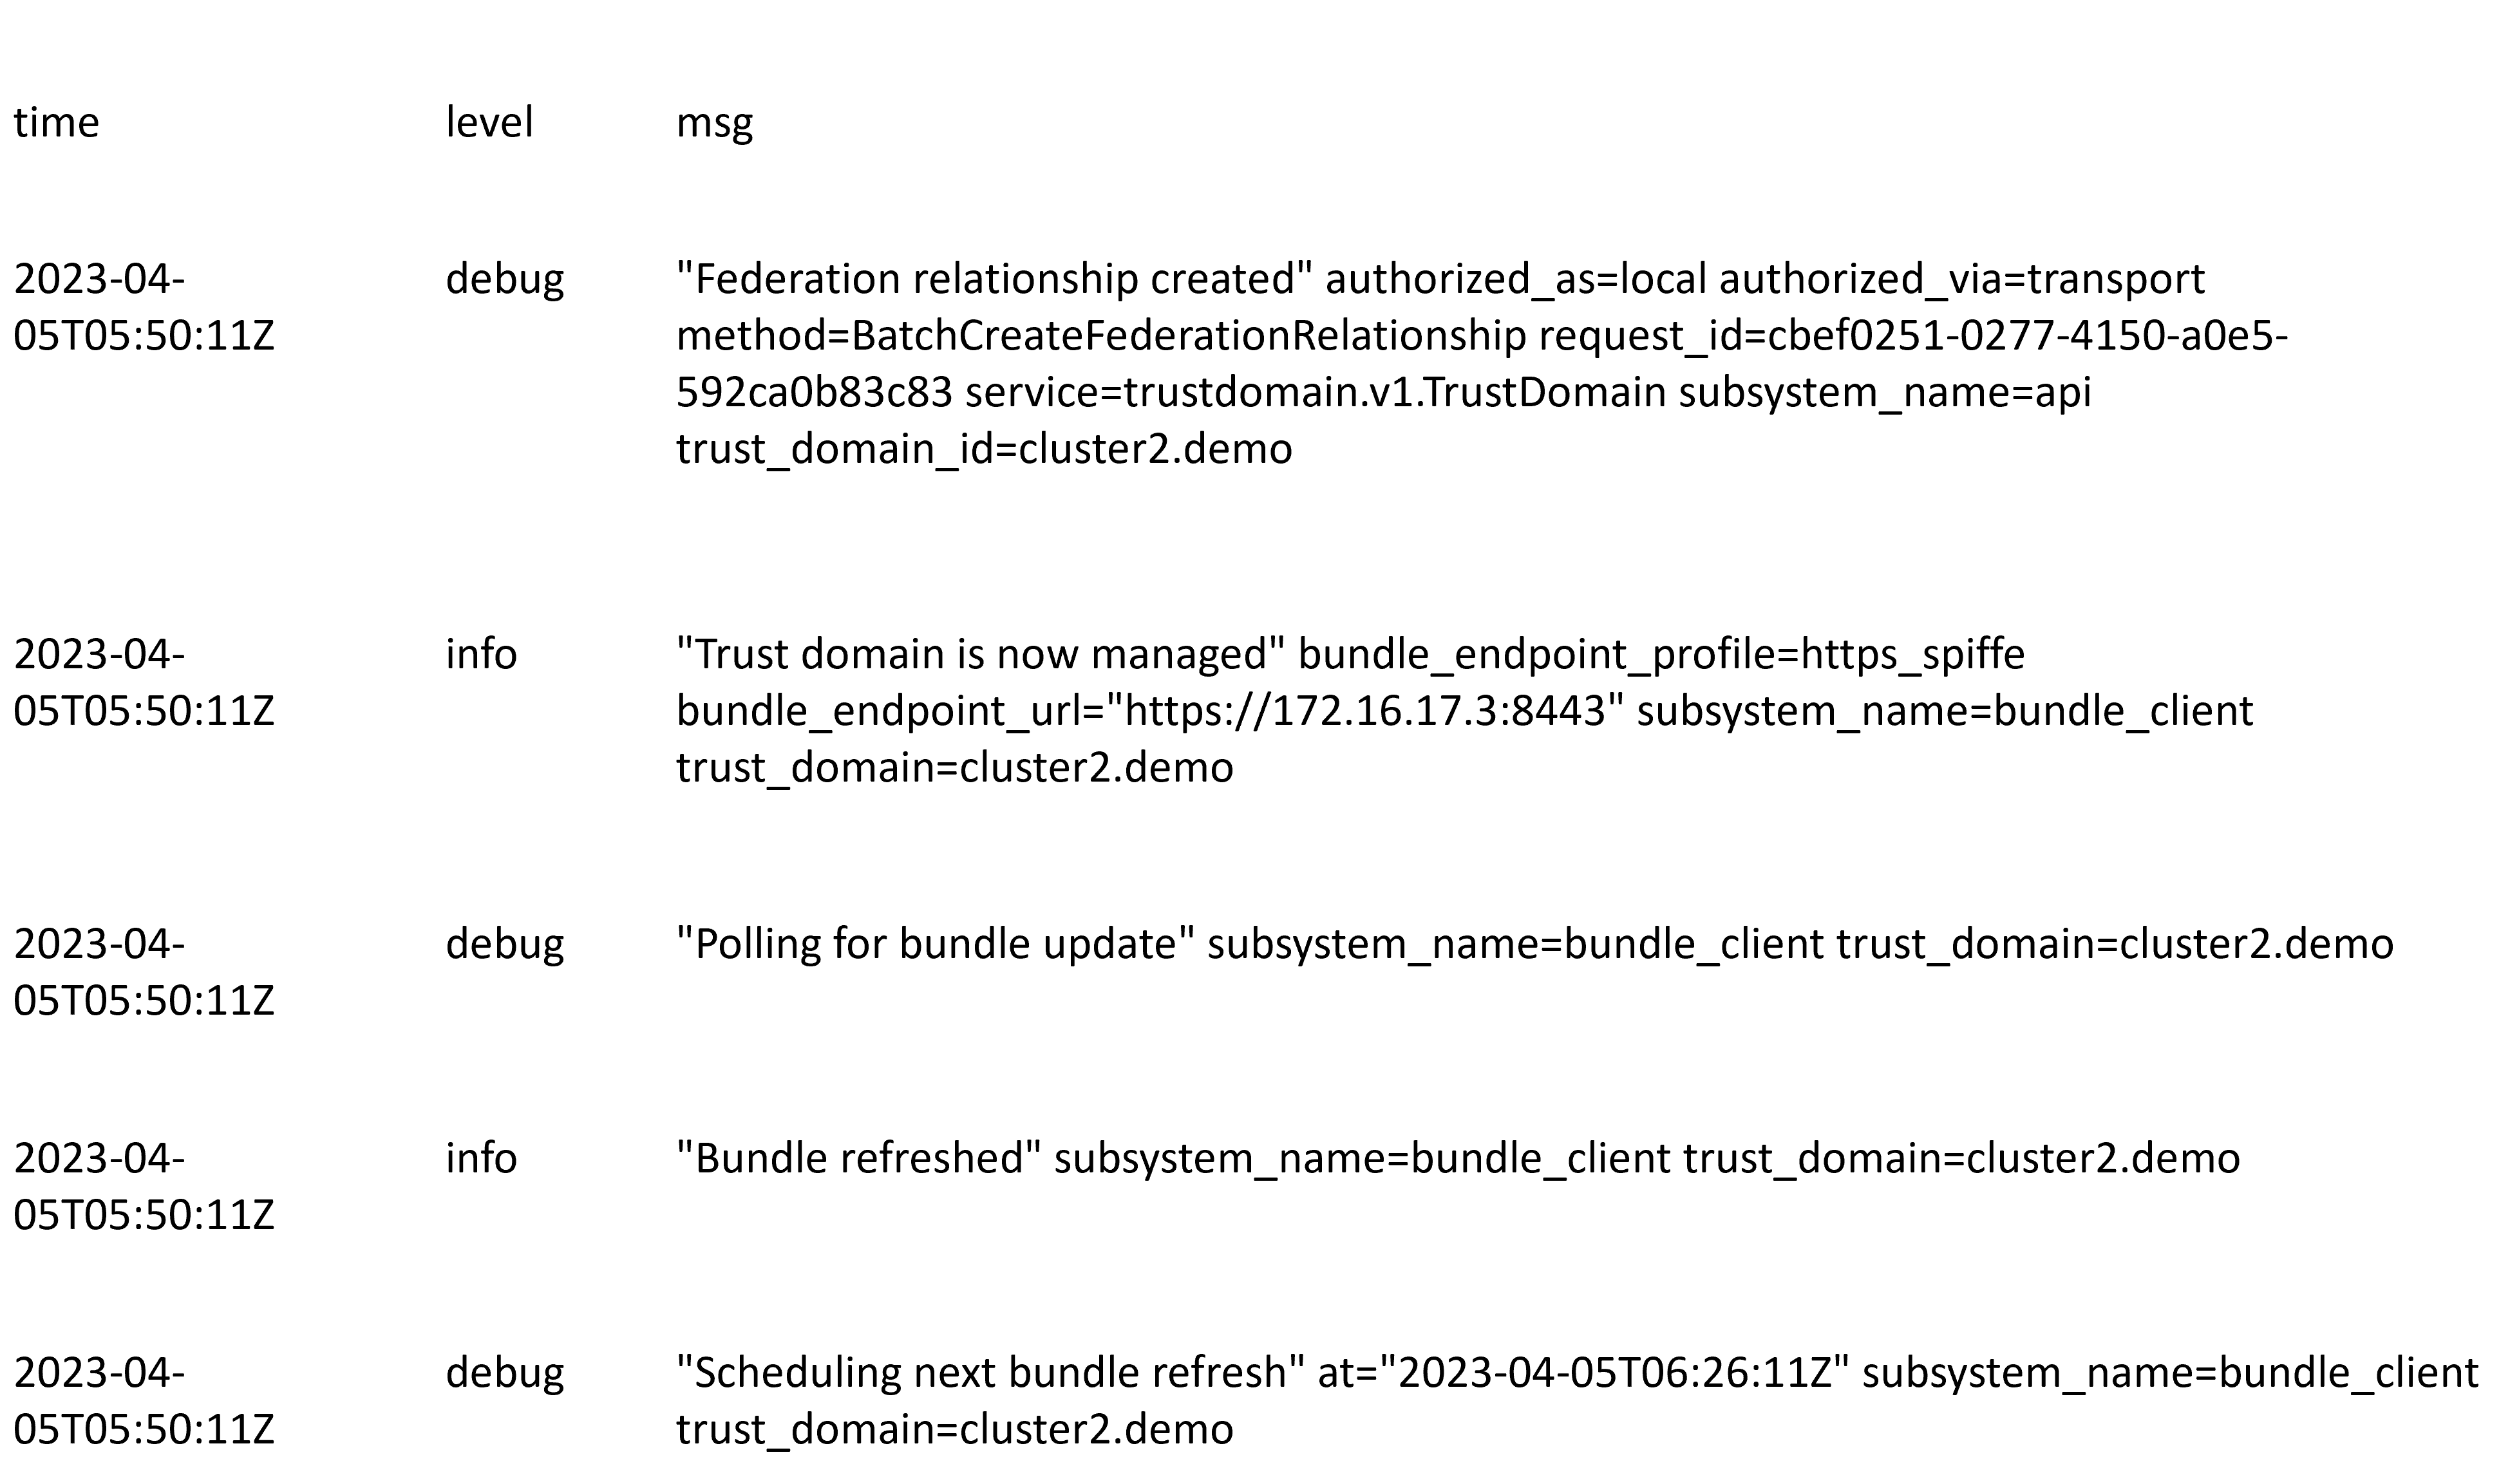 time level msg
2023-04- debug "Federation relationship created" authorized_as=local authorized_via=transport
05T05:50:11Z method=BatchCreateFederationRelationship request_id=cbef0251-0277-4150-a0e5-
592ca0b83c83 service=trustdomain.v1.TrustDomain subsystem_name=api
trust_domain_id=cluster2.demo
2023-04- info "Trust domain is now managed" bundle_endpoint_profile=https_spiffe
05T05:50:11Z bundle_endpoint_url="https://172.16.17.3:8443" subsystem_name=bundle_client
trust_domain=cluster2.demo
2023-04- debug "Polling for bundle update" subsystem_name=bundle_client trust_domain=cluster2.demo
05T05:50:11Z
2023-04- info "Bundle refreshed" subsystem_name=bundle_client trust_domain=cluster2.demo
05T05:50:11Z
2023-04- debug "Scheduling next bundle refresh" at="2023-04-05T06:26:11Z" subsystem_name=bundle_client
05T05:50:11Z trust_domain=cluster2.demo